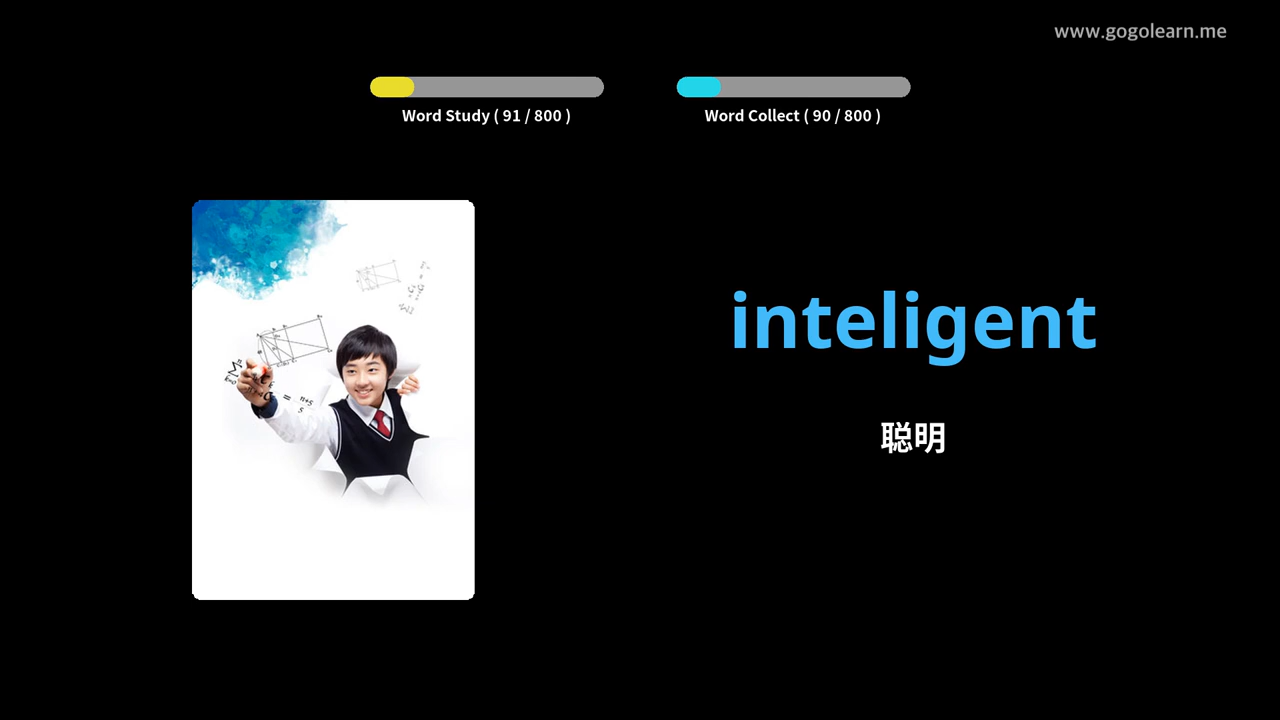 www.gogolearn.me
Word Study ( 91 / 800 )
Word Collect ( 90 / 800 )
inteligent
聪明